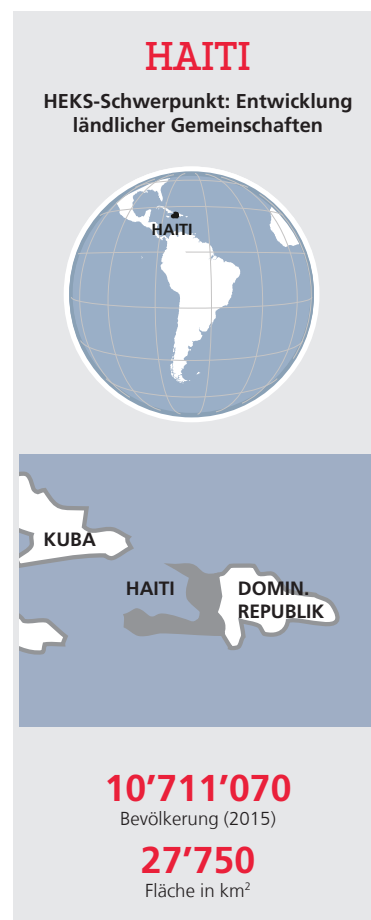 HAITI
HEKS-Schwerpunkt: Entwicklung
ländlicher Gemeinschaften
HAITI
KUBA
HAITI
DOMIN.
REPUBLIK
10’711’070
Bevölkerung (2015)
27’750
Fläche in km²